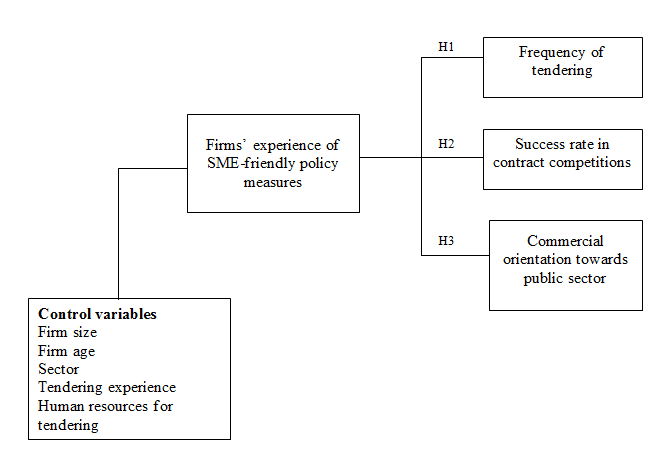 H1
Frequency of
tendering
Firms’ experience of
SME-friendly policy
measures
H2
Success rate in
contract competitions
H3
Commercial
orientation towards
public sector
Control variables
Firm size
Firm age
Sector
Tendering experience
Human resources for
tendering